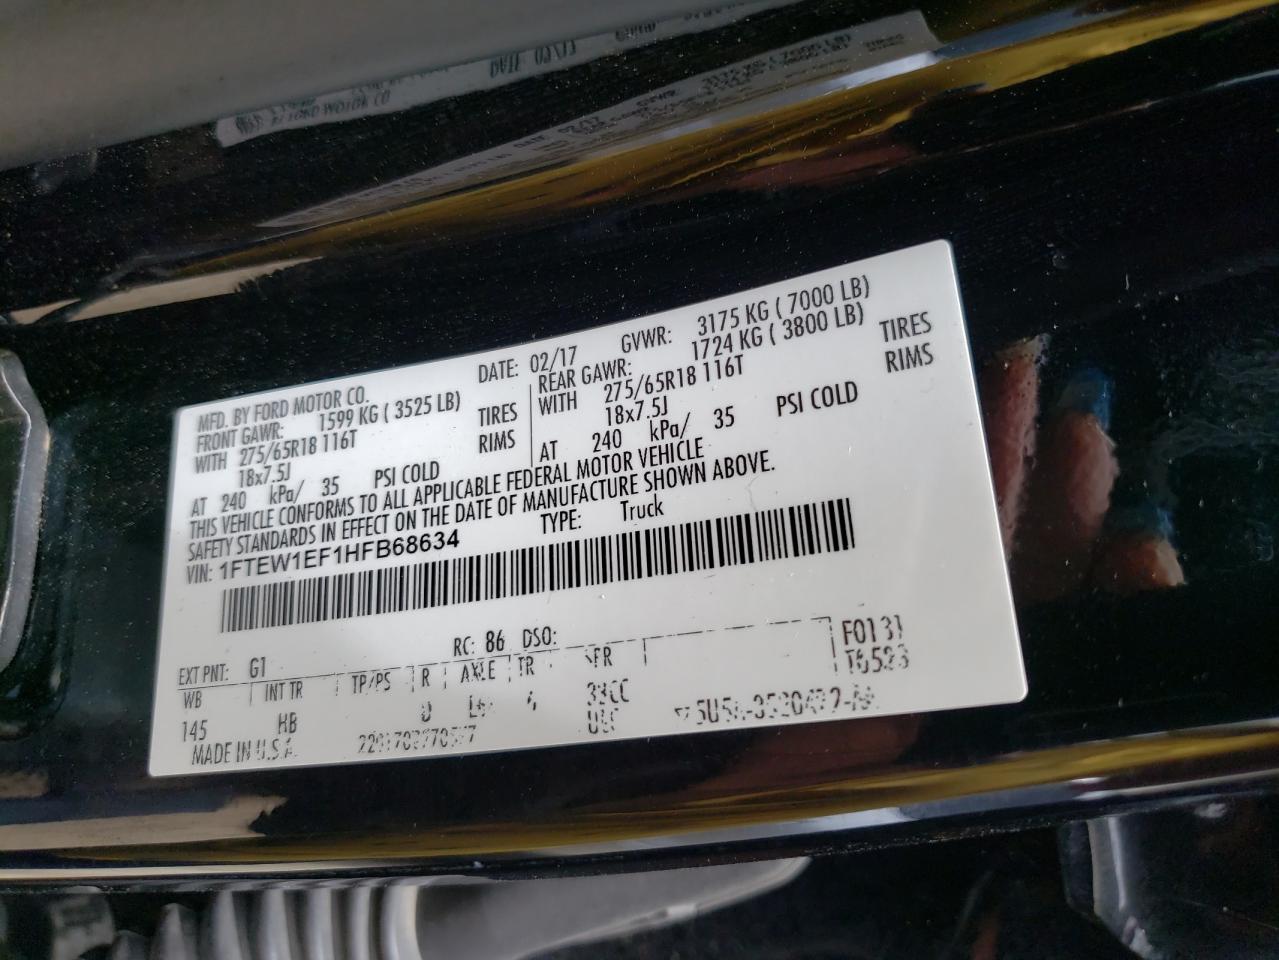 MFD. BY FORD MOTOR CO. DATE: 02/17 GVWR: 3175 KG ( 7000 LB)
FRONT GAWR: 1599 KG ( 3525 LB) REAR GAWR: 1724 KG ( 3800 LB)
WITH 275/65R18 116T TIRES WITH 275/65R18 116T TIRES
18x7.5J RIMS 18x7.5J RIMS
AT 240 kPa/ 35 PSI COLD AT 240 kPa/ 35 PSI COLD
THIS VEHICLE CONFORMS TO ALL APPLICABLE FEDERAL MOTOR VEHICLE
SAFETY STANDARDS IN EFFECT ON THE DATE OF MANUFACTURE SHOWN ABOVE.
VIN: 1FTEW1EF1HFB68634 TYPE: Truck
F0131
EXT PNT: G1 RC: 86 DSO:
WB INT TR TP/PS R AXLE TR SPR
145 HB
MADE IN U.S.A.